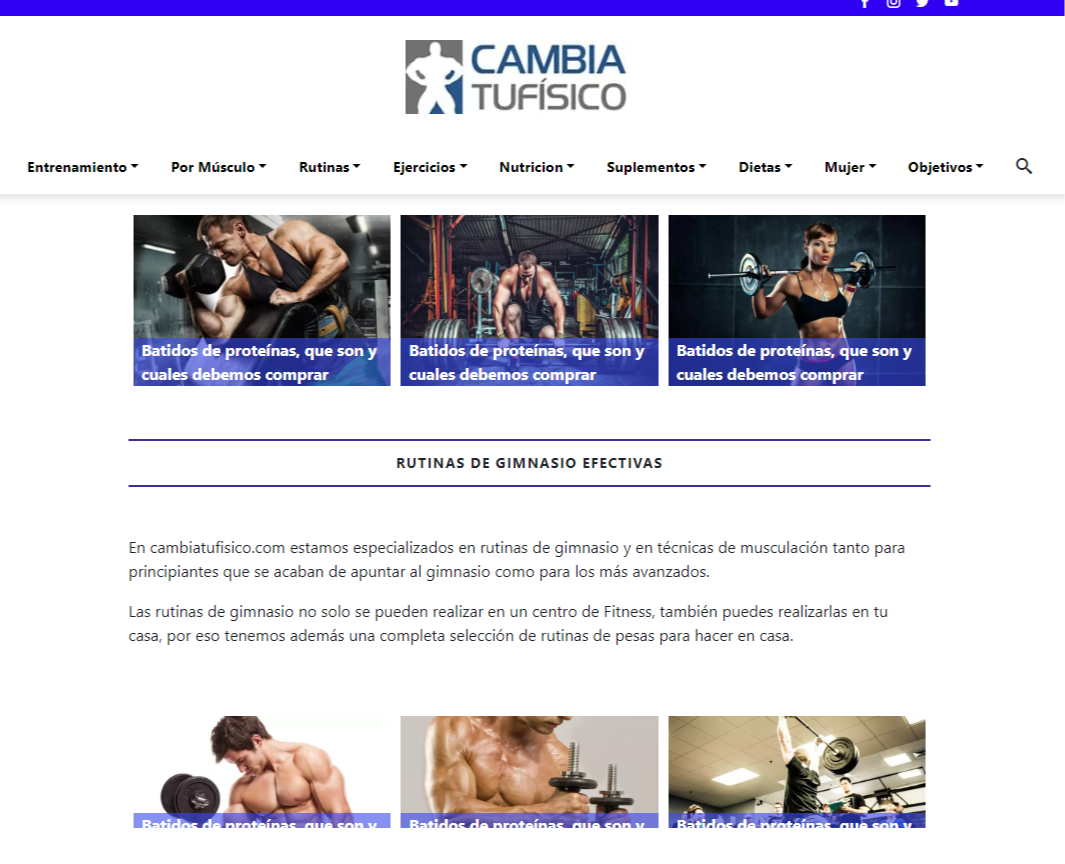 CAMBIA
TUFÍSICO
Entrenamiento Por Músculo Rutinas Ejercicios Nutricion Suplementos Dietas Mujer Objetivos
Batidos de proteínas, que son y
cuales debemos comprar
Batidos de proteínas, que son y
cuales debemos comprar
Batidos de proteínas, que son y
cuales debemos comprar
RUTINAS DE GIMNASIO EFECTIVAS
En cambiatufisico.com estamos especializados en rutinas de gimnasio y en técnicas de musculación tanto para
principiantes que se acaban de apuntar al gimnasio como para los más avanzados.
Las rutinas de gimnasio no solo se pueden realizar en un centro de Fitness, también puedes realizarlas en tu
casa, por eso tenemos además una completa selección de rutinas de pesas para hacer en casa.
Batidos de proteínas, que son y
Batidos de proteínas, que son y
Batidos de proteínas, que son y